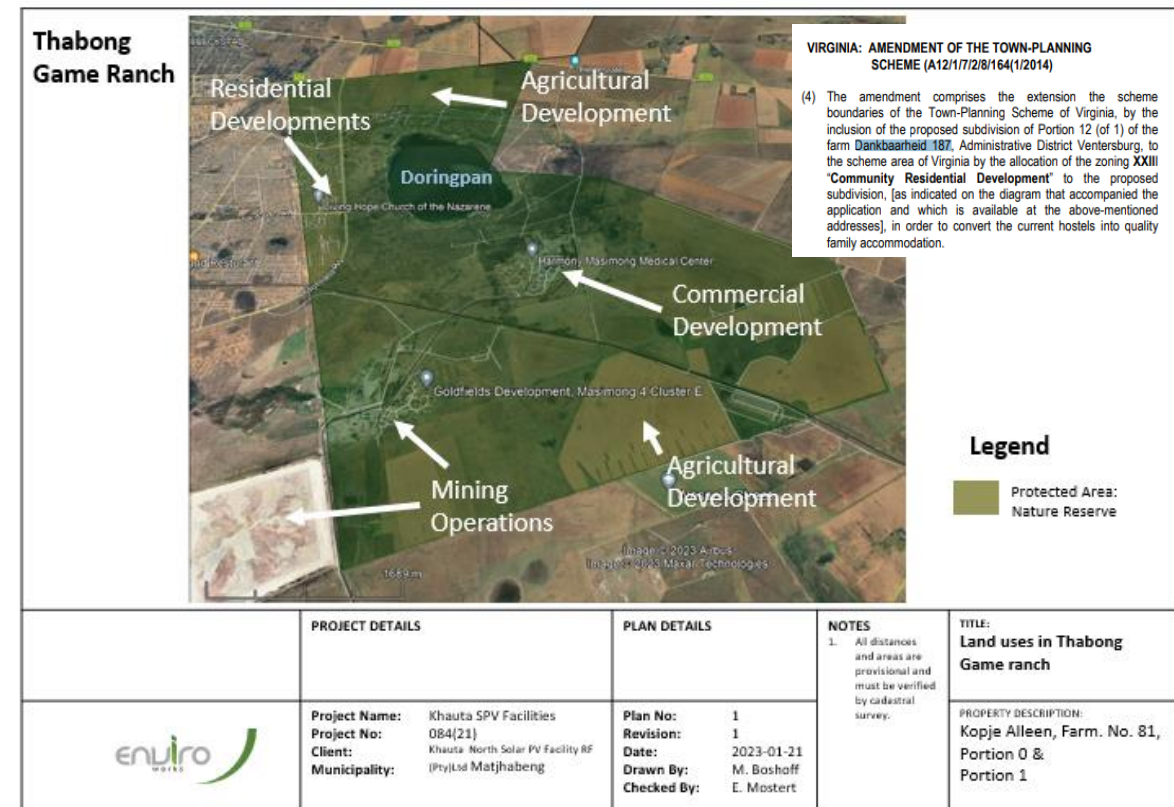 Thabong
Game Ranch
Residential
Developments
Agricultural
Development
Doringpan
Living Hope Church of the Nazarene
Harmony Masimong Medical Center
Commercial
Development
Goldfields Development, Masimong 4 Cluster E
Agricultural
Development
Mining
Operations
Image © 2023 Airbus
Image © 2023 Maxar Technologies
1689 m
VIRGINIA: AMENDMENT OF THE TOWN-PLANNING
SCHEME (A12/1/7/2/8/164(1/2014)
(4) The amendment comprises the extension the scheme
boundaries of the Town-Planning Scheme of Virginia, by the
inclusion of the proposed subdivision of Portion 12 (of 1) of the
farm Dankbaarheid 187, Administrative District Ventersburg, to
the scheme area of Virginia by the allocation of the zoning XXIII
“Community Residential Development” to the proposed
subdivision, [as indicated on the diagram that accompanied the
application and which is available at the above-mentioned
addresses], in order to convert the current hostels into quality
family accommodation.
Legend
Protected Area:
Nature Reserve
PROJECT DETAILS
Project Name: Khauta SPV Facilities
Project No: 084(21)
Client: Khauta North Solar PV Facility RF
Municipality: (Pty)Ltd Matjhabeng
PLAN DETAILS
Plan No: 1
Revision: 1
Date: 2023-01-21
Drawn By: M. Boshoff
Checked By: E. Mostert
NOTES
1. All distances
and areas are
provisional and
must be verified
by cadastral
survey.
TITLE:
Land uses in Thabong
Game ranch
PROPERTY DESCRIPTION:
Kopje Alleen, Farm. No. 81,
Portion 0 &
Portion 1
enviro
works